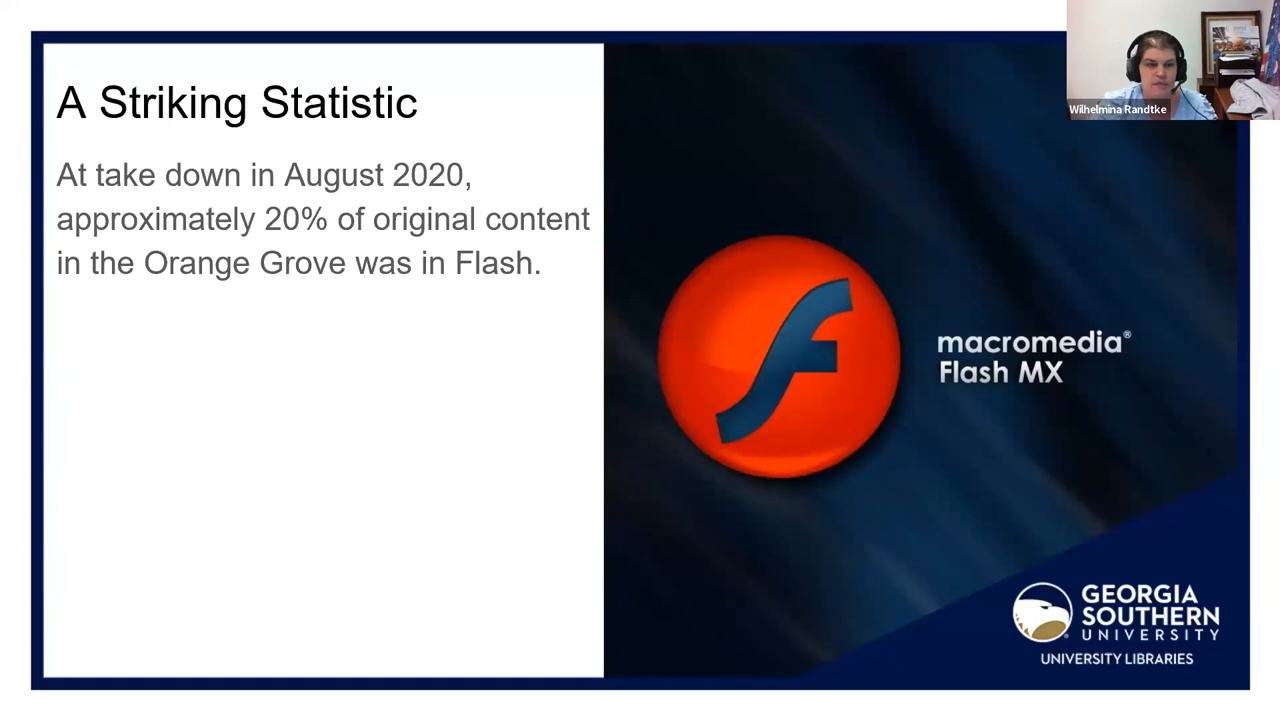 A Striking Statistic
At take down in August 2020,
approximately 20% of original content
in the Orange Grove was in Flash.
Wilhelmina Randtke
macromedia®
Flash MX
GEORGIA
SOUTHERN
UNIVERSITY
UNIVERSITY LIBRARIES